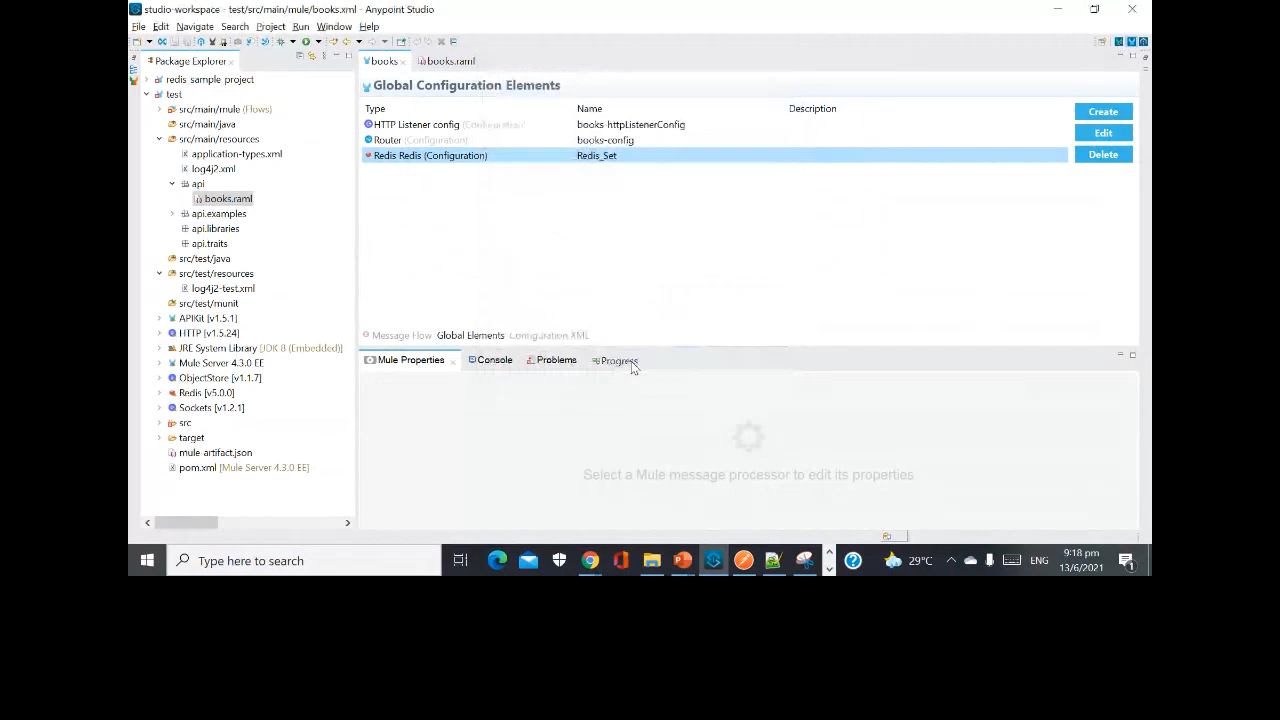 studio-workspace - test/src/main/mule/books.xml - Anypoint Studio
File Edit Navigate Search Project Run Window Help
Package Explorer
redis sample project
test
src/main/mule (Flows)
src/main/java
src/main/resources
application-types.xml
log4j2.xml
api
books.raml
api.examples
api.libraries
api.traits
src/test/java
src/test/resources
log4j2-test.xml
src/test/munit
APIKit [v1.5.1]
HTTP [v1.5.24]
JRE System Library [JDK 8 (Embedded)]
Mule Server 4.3.0 EE
ObjectStore [v1.1.7]
Redis [v5.0.0]
Sockets [v1.2.1]
src
target
mule-artifact.json
pom.xml [Mule Server 4.3.0 EE]
books books.raml
Global Configuration Elements
Type Name Description
HTTP Listener config (Configuration) books-httpListenerConfig
Router (Configuration) books-config
Redis Redis (Configuration) Redis_Set
Create
Edit
Delete
Message Flow Global Elements Configuration XML
Mule Properties Console Problems Progress
Select a Mule message processor to edit its properties
Type here to search
29°C ENG
9:18 pm
13/6/2021
1